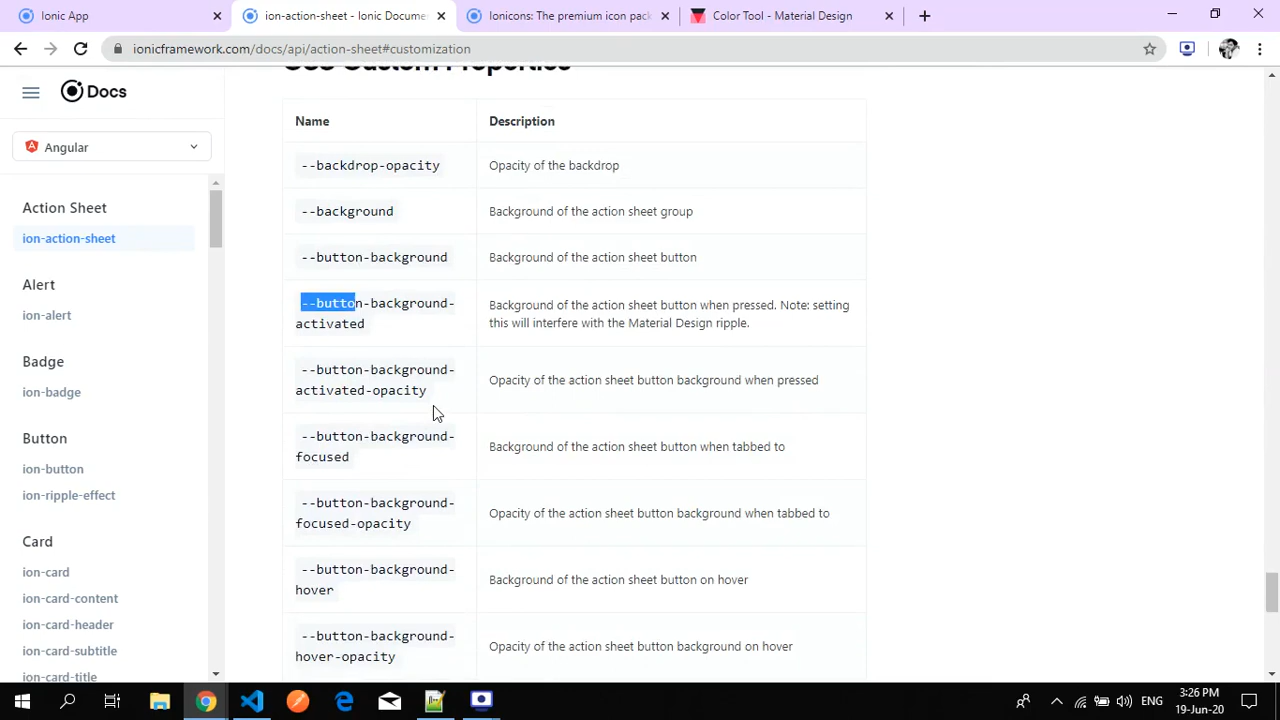 Ionic App
ion-action-sheet - Ionic Docume
Ionicons: The premium icon pack
Color Tool - Material Design
ionicframework.com/docs/api/action-sheet#customization
CSS Custom Properties
Docs
Angular
Action Sheet
ion-action-sheet
Alert
ion-alert
Badge
ion-badge
Button
ion-button
ion-ripple-effect
Card
ion-card
ion-card-content
ion-card-header
ion-card-subtitle
ion-card-title
Name
Description
--backdrop-opacity
Opacity of the backdrop
--background
Background of the action sheet group
--button-background
Background of the action sheet button
--button-background-
activated
Background of the action sheet button when pressed. Note: setting
this will interfere with the Material Design ripple.
--button-background-
activated-opacity
Opacity of the action sheet button background when pressed
--button-background-
focused
Background of the action sheet button when tabbed to
--button-background-
focused-opacity
Opacity of the action sheet button background when tabbed to
--button-background-
hover
Background of the action sheet button on hover
--button-background-
hover-opacity
Opacity of the action sheet button background on hover
ENG
3:26 PM
19-Jun-20